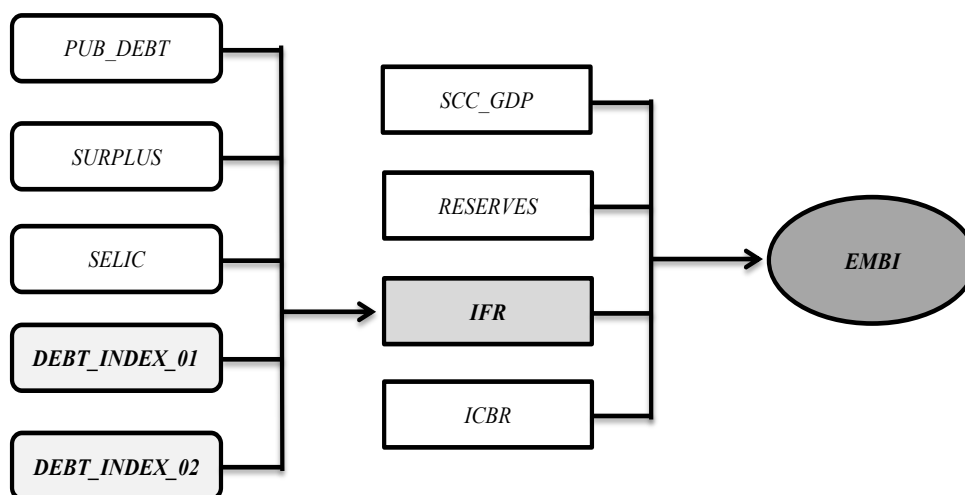 PUB_DEBT
SURPLUS
SELIC
DEBT_INDEX_01
DEBT_INDEX_02
SCC_GDP
RESERVES
IFR
ICBR
EMBI